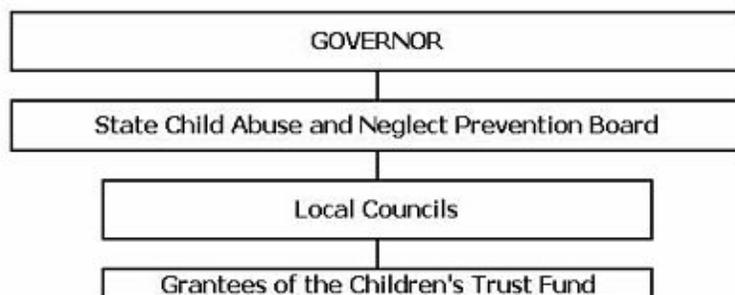 GOVERNOR
State Child Abuse and Neglect Prevention Board
Local Councils
Grantees of the Children's Trust Fund